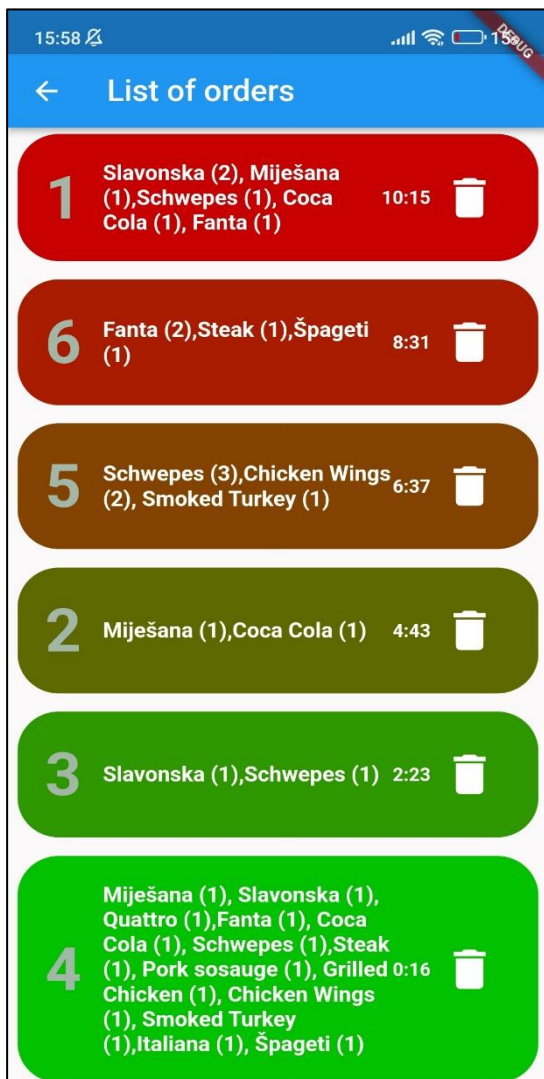 15:58
15
DEBUG
List of orders
1
Slavonska (2), Miješana
(1),Schwepes (1), Coca
Cola (1), Fanta (1)
10:15
6
Fanta (2),Steak (1),Špageti
(1)
8:31
5
Schwepes (3),Chicken Wings
(2), Smoked Turkey (1)
6:37
2
Miješana (1),Coca Cola (1)
4:43
3
Slavonska (1),Schwepes (1)
2:23
4
Miješana (1), Slavonska (1),
Quattro (1),Fanta (1), Coca
Cola (1), Schwepes (1),Steak
(1), Pork sosauge (1), Grilled
Chicken (1), Chicken Wings
(1), Smoked Turkey
(1),Italiana (1), Špageti (1)
0:16